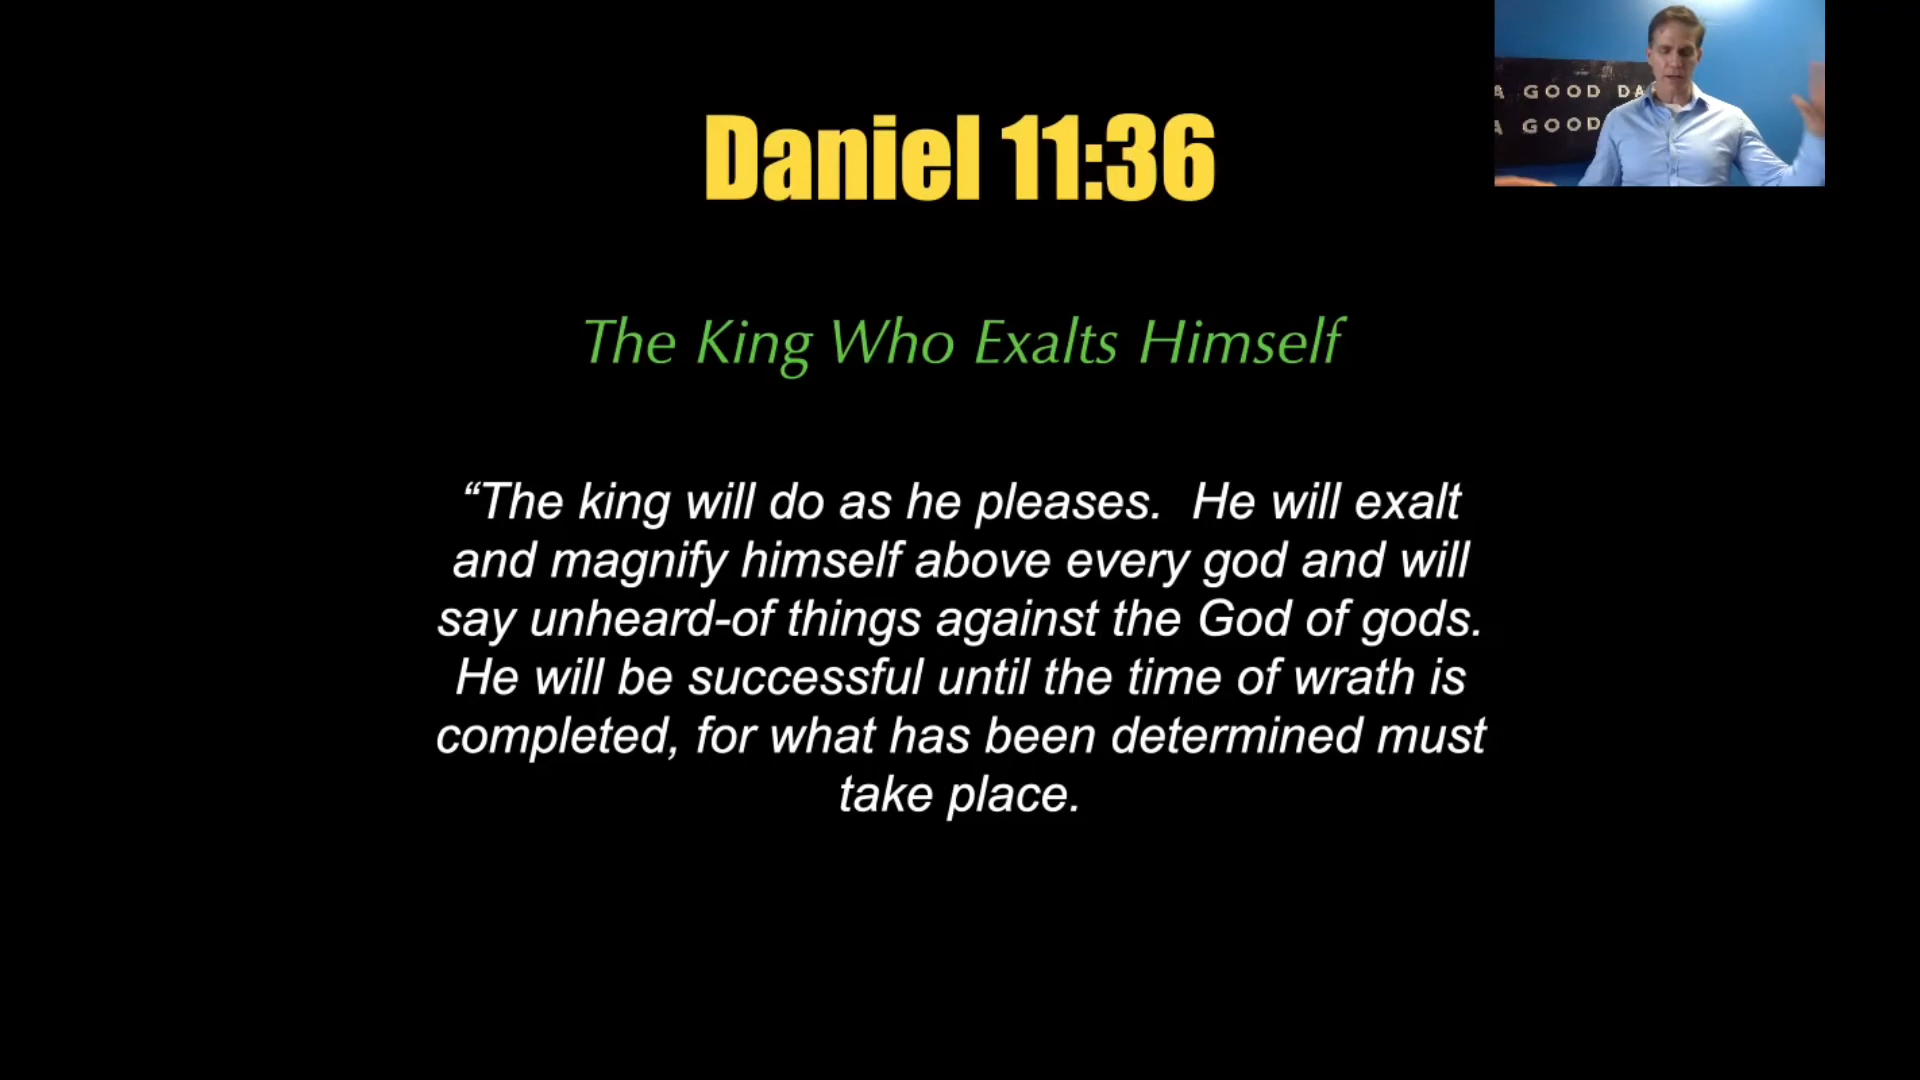 Daniel 11:36
A GOOD DA
A GOOD
The King Who Exalts Himself
“The king will do as he pleases.  He will exalt
and magnify himself above every god and will
say unheard-of things against the God of gods.
He will be successful until the time of wrath is
completed, for what has been determined must
take place.